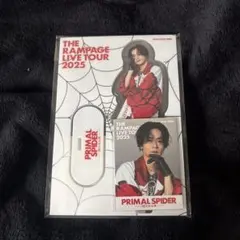 THE
RAMPAGE
LIVE TOUR
2025
PRIMAL
SPIDER
THE
RAMPAGE
LIVE TOUR
2025
PRIMAL SPIDER